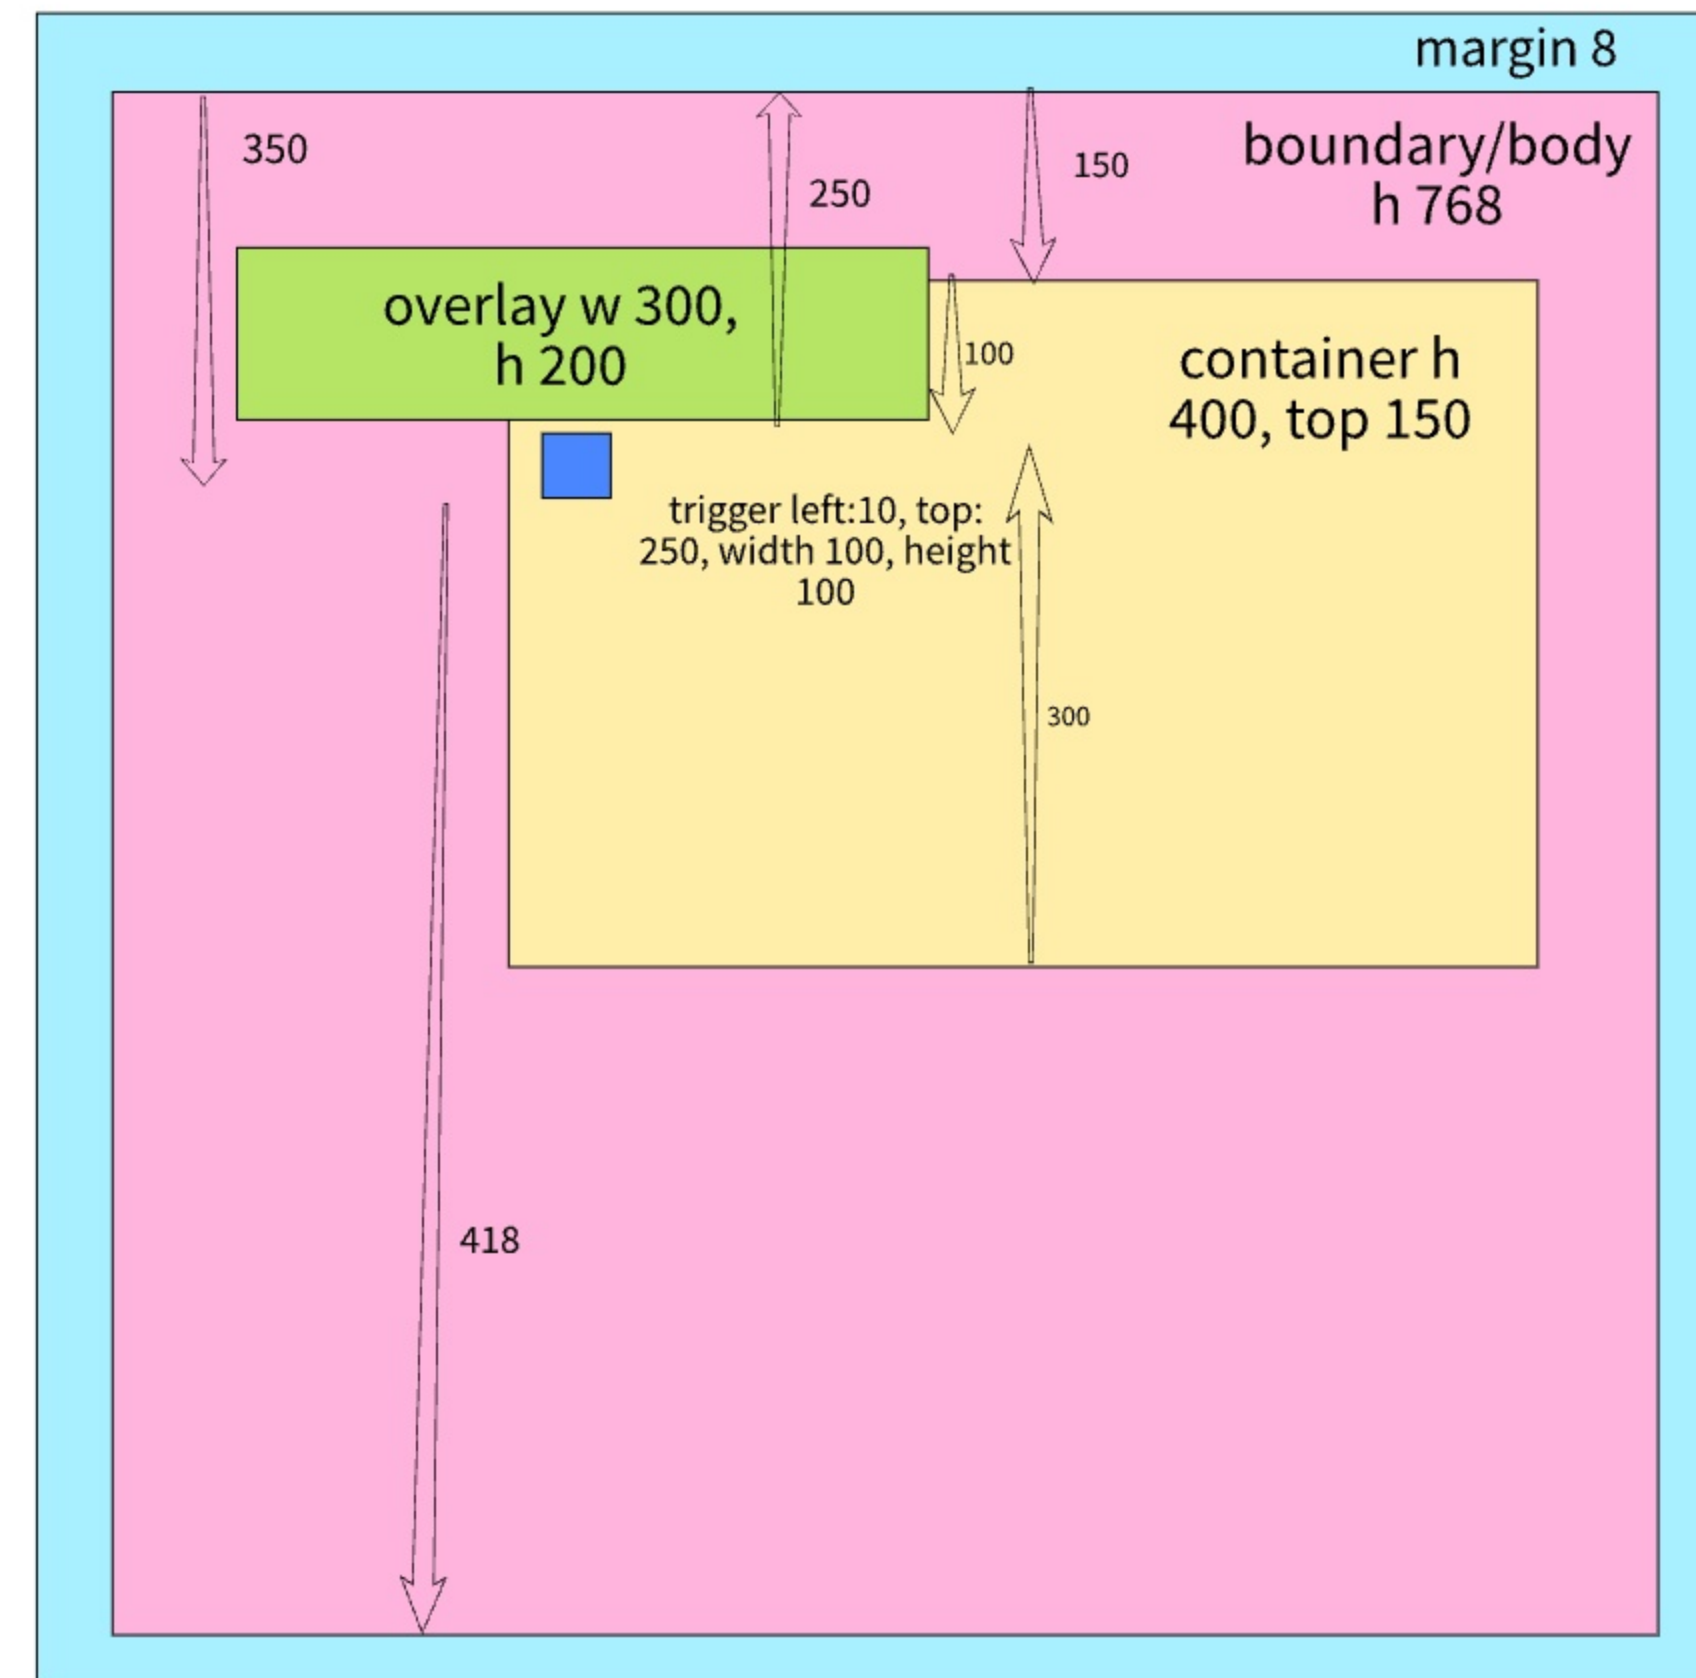 margin 8
350
250
150
boundary/body
h 768
overlay w 300,
h 200
100
container h
400, top 150
trigger left:10, top:
250, width 100, height
100
300
418